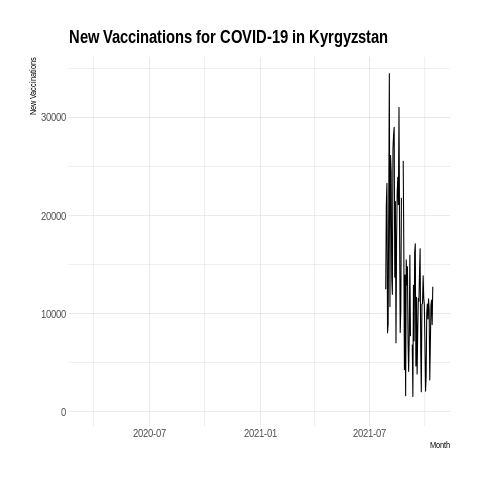 New Vaccinations for COVID-19 in Kyrgyzstan
New Vaccinations
30000
20000
10000
0
2020-07 2021-01 2021-07
Month